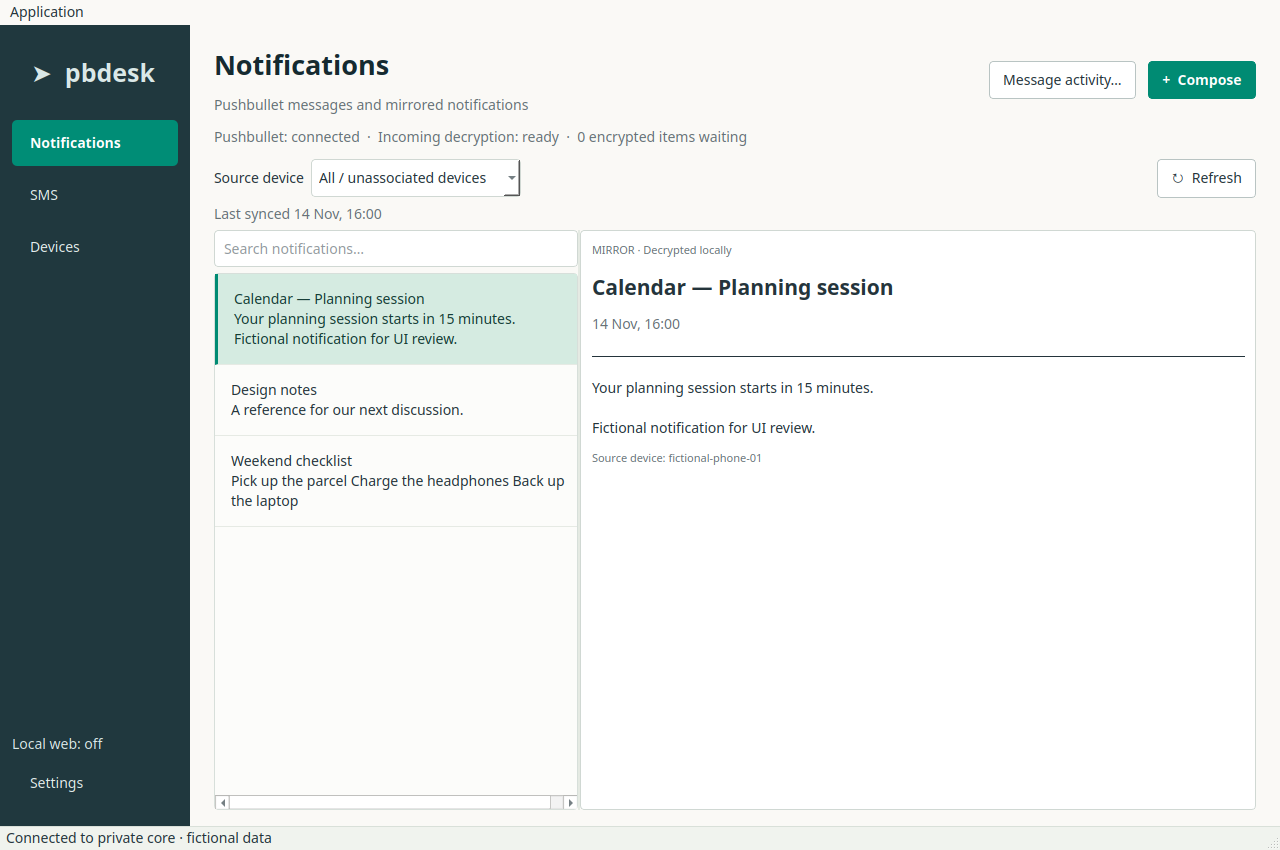 Application
➤ pbdesk
Notifications
SMS
Devices
Local web: off
Settings
Notifications
Pushbullet messages and mirrored notifications
Message activity...
+ Compose
Pushbullet: connected · Incoming decryption: ready · 0 encrypted items waiting
Source device
All / unassociated devices
↻ Refresh
Last synced 14 Nov, 16:00
Search notifications...
Calendar — Planning session
Your planning session starts in 15 minutes.
Fictional notification for UI review.
Design notes
A reference for our next discussion.
Weekend checklist
Pick up the parcel Charge the headphones Back up
the laptop
MIRROR · Decrypted locally
Calendar — Planning session
14 Nov, 16:00
Your planning session starts in 15 minutes.
Fictional notification for UI review.
Source device: fictional-phone-01
Connected to private core · fictional data